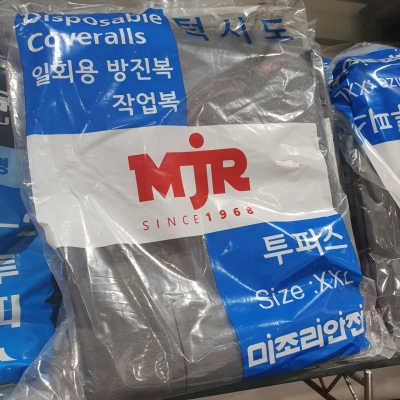 Disposable
Coveralls
턱시도
일회용 방진복
작업복
MJR
SINCE 1968
투피스
Size : XXL
미조리안전